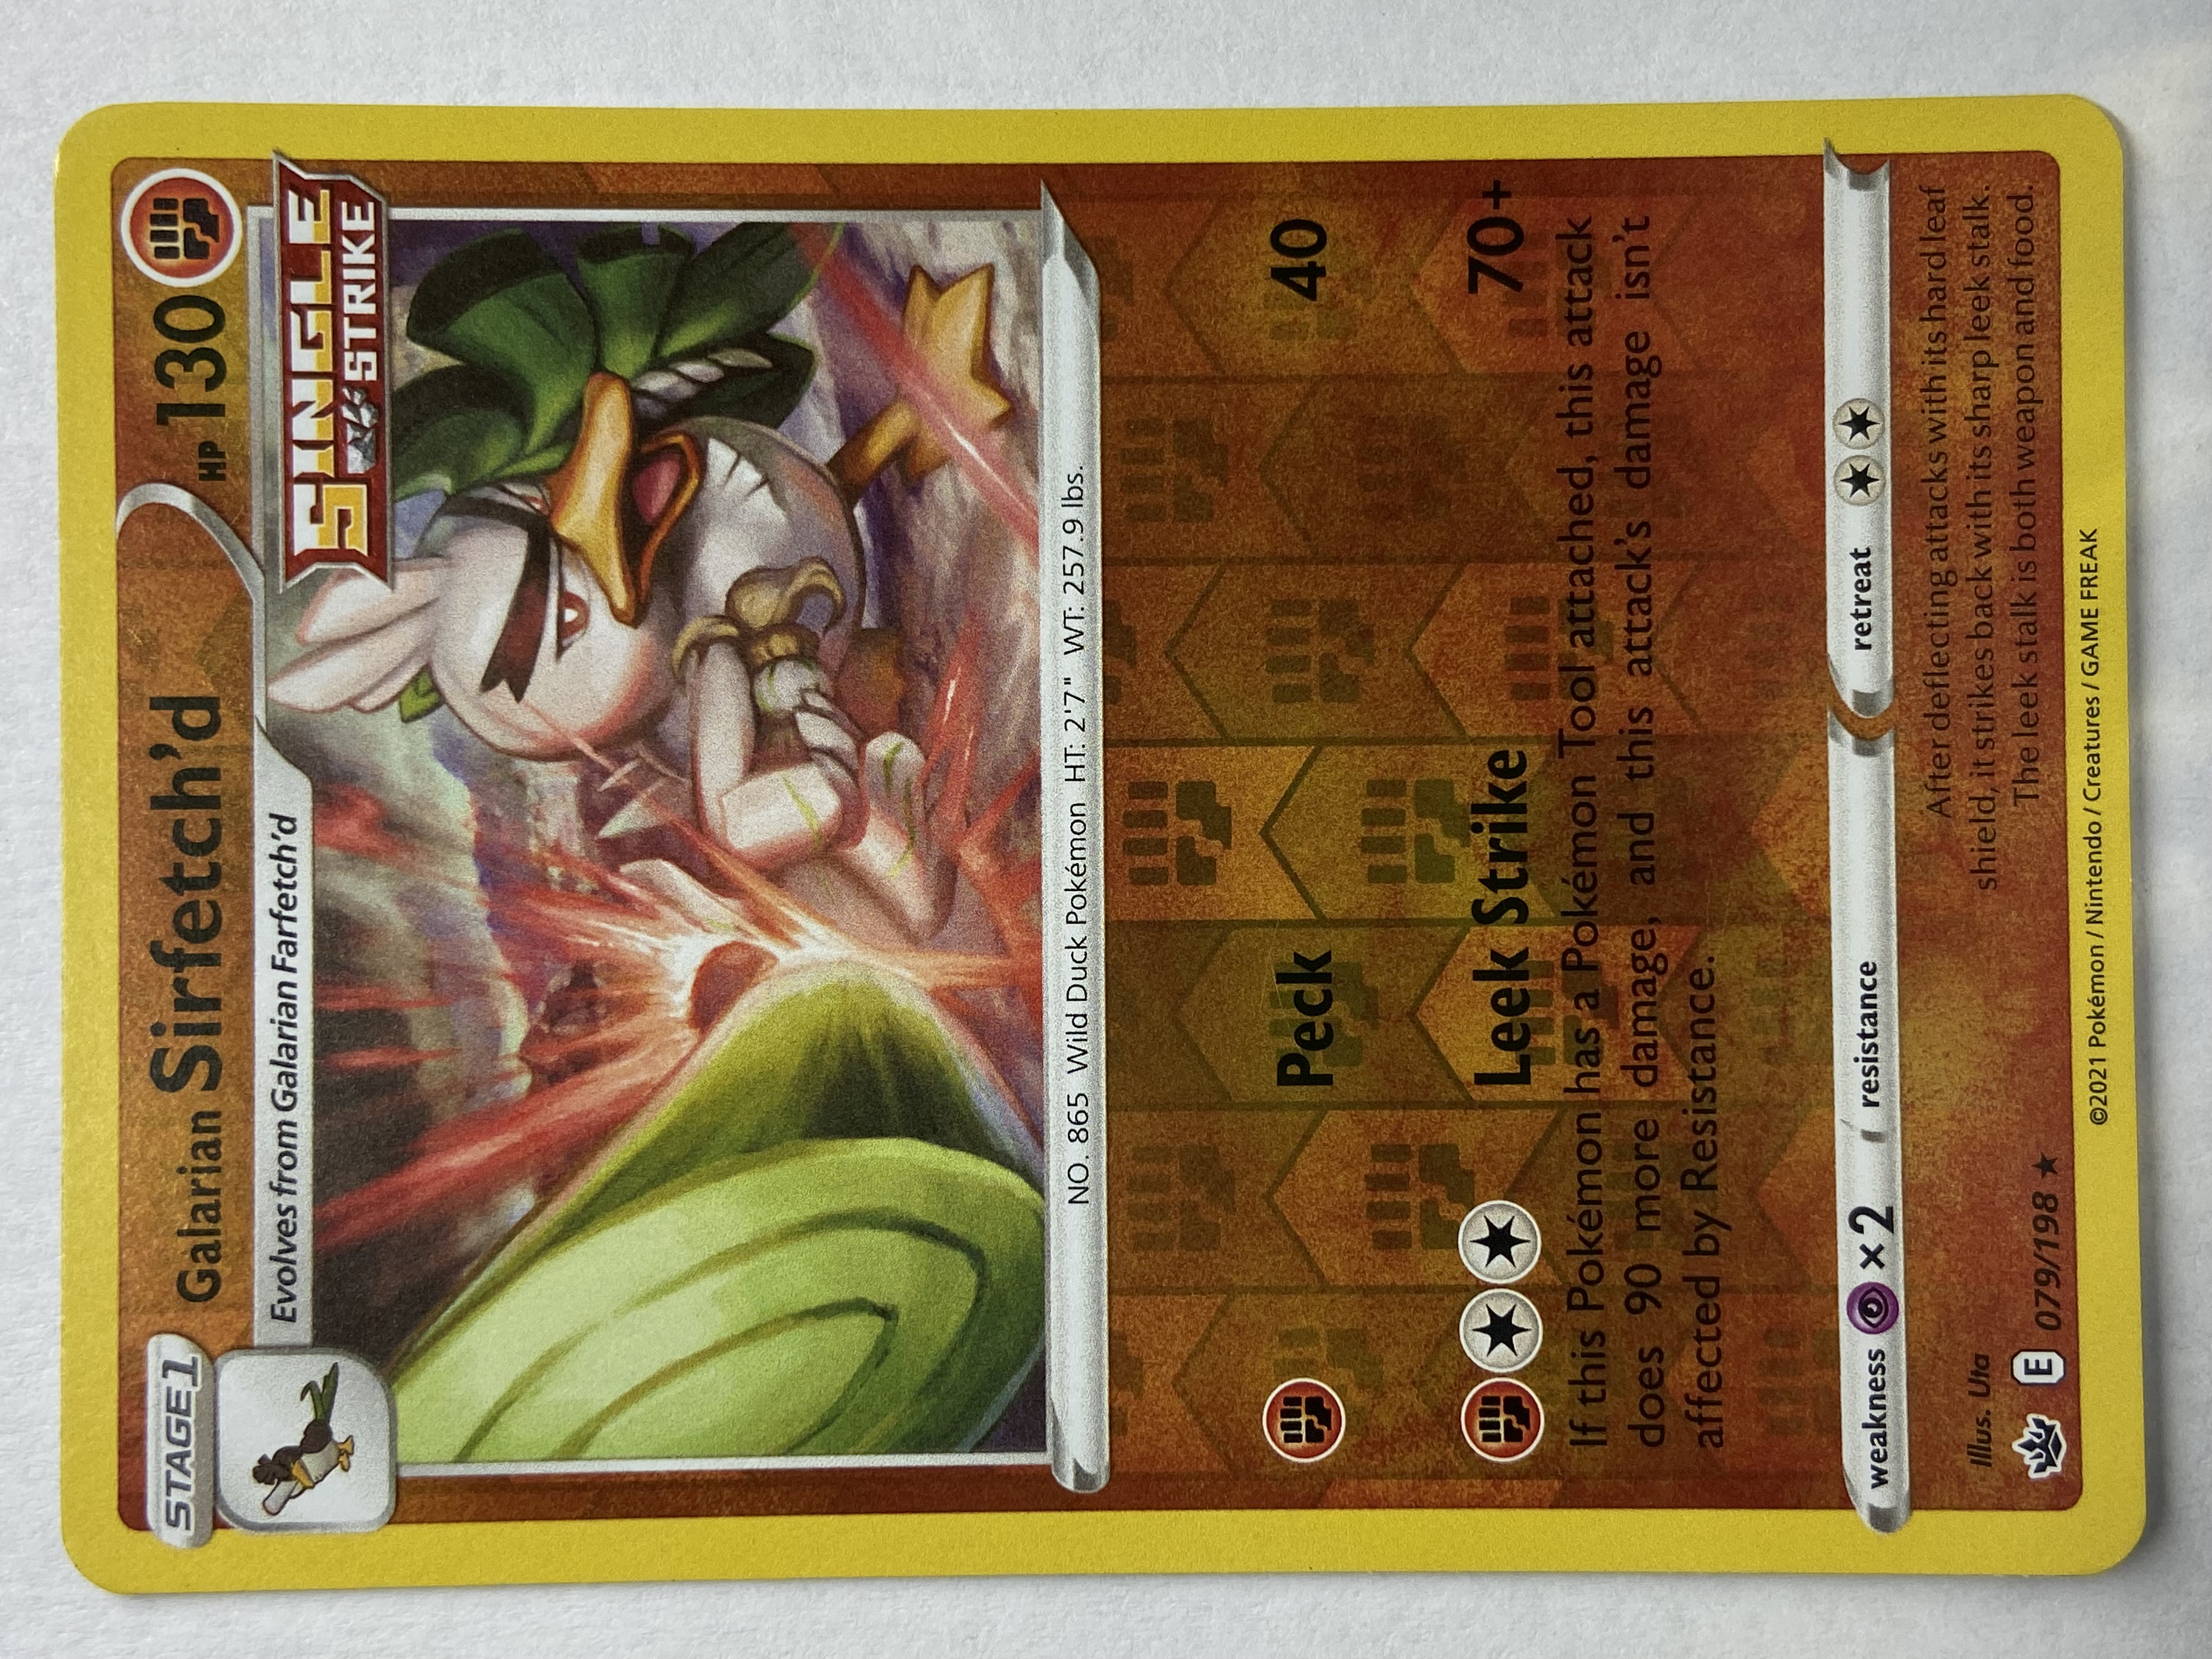 STAGE 1
Galarian Sirfetch'd
HP 130
Evolves from Galarian Farfetch'd
SINGLE
STRIKE
NO. 865 Wild Duck Pokémon HT: 2'7" WT: 257.9 lbs.
Peck 40
Leek Strike 70+
If this Pokémon has a Pokémon Tool attached, this attack
does 90 more damage, and this attack's damage isn't
affected by Resistance.
weakness ×2 resistance retreat
After deflecting attacks with its hard leaf
shield, it strikes back with its sharp leek stalk.
The leek stalk is both weapon and food.
Illus. Uta
E 079/198 ★
©2021 Pokémon / Nintendo / Creatures / GAME FREAK